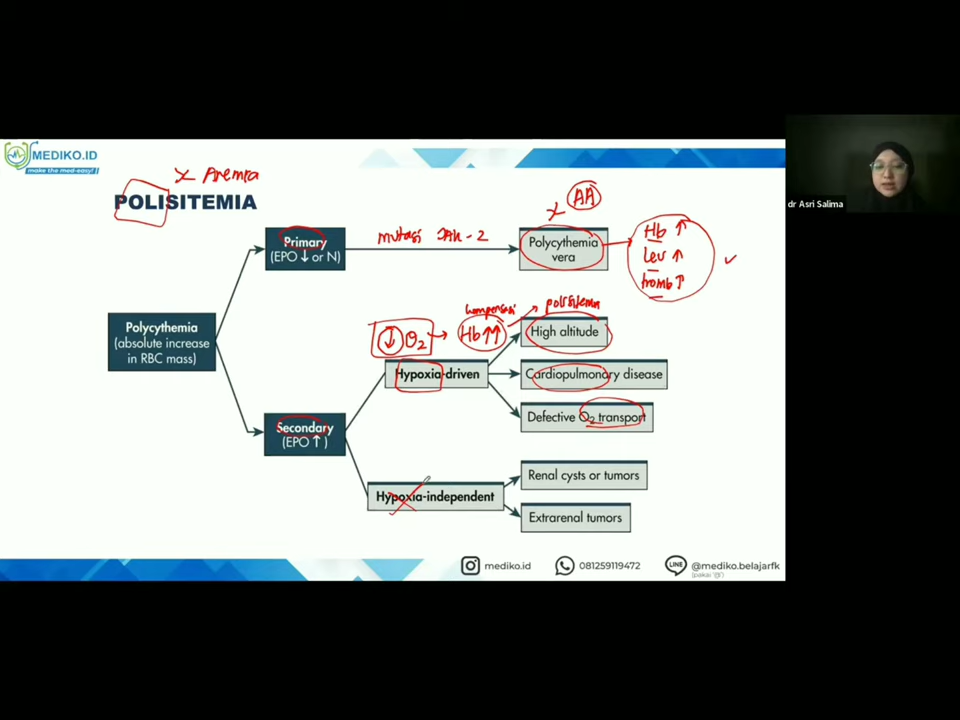 MEDIKO.ID
make the med-easy!
x Anemia
POLISITEMIA
dr Asri Salima
AA
x
Primary
(EPO ↓ or N)
mutasi JAK-2
Polycythemia
vera
Hb ↑
leu ↑
tromb ↑
Polycythemia
(absolute increase
in RBC mass)
↓ O2 → Hb ↑↑
kompensasi
polisitemia
High altitude
Hypoxia-driven
Cardiopulmonary disease
Defective O2 transport
Secondary
(EPO ↑)
Hypoxia-independent
Renal cysts or tumors
Extrarenal tumors
mediko.id
081259119472
LINE
@mediko.belajarfk
(pakai '@')